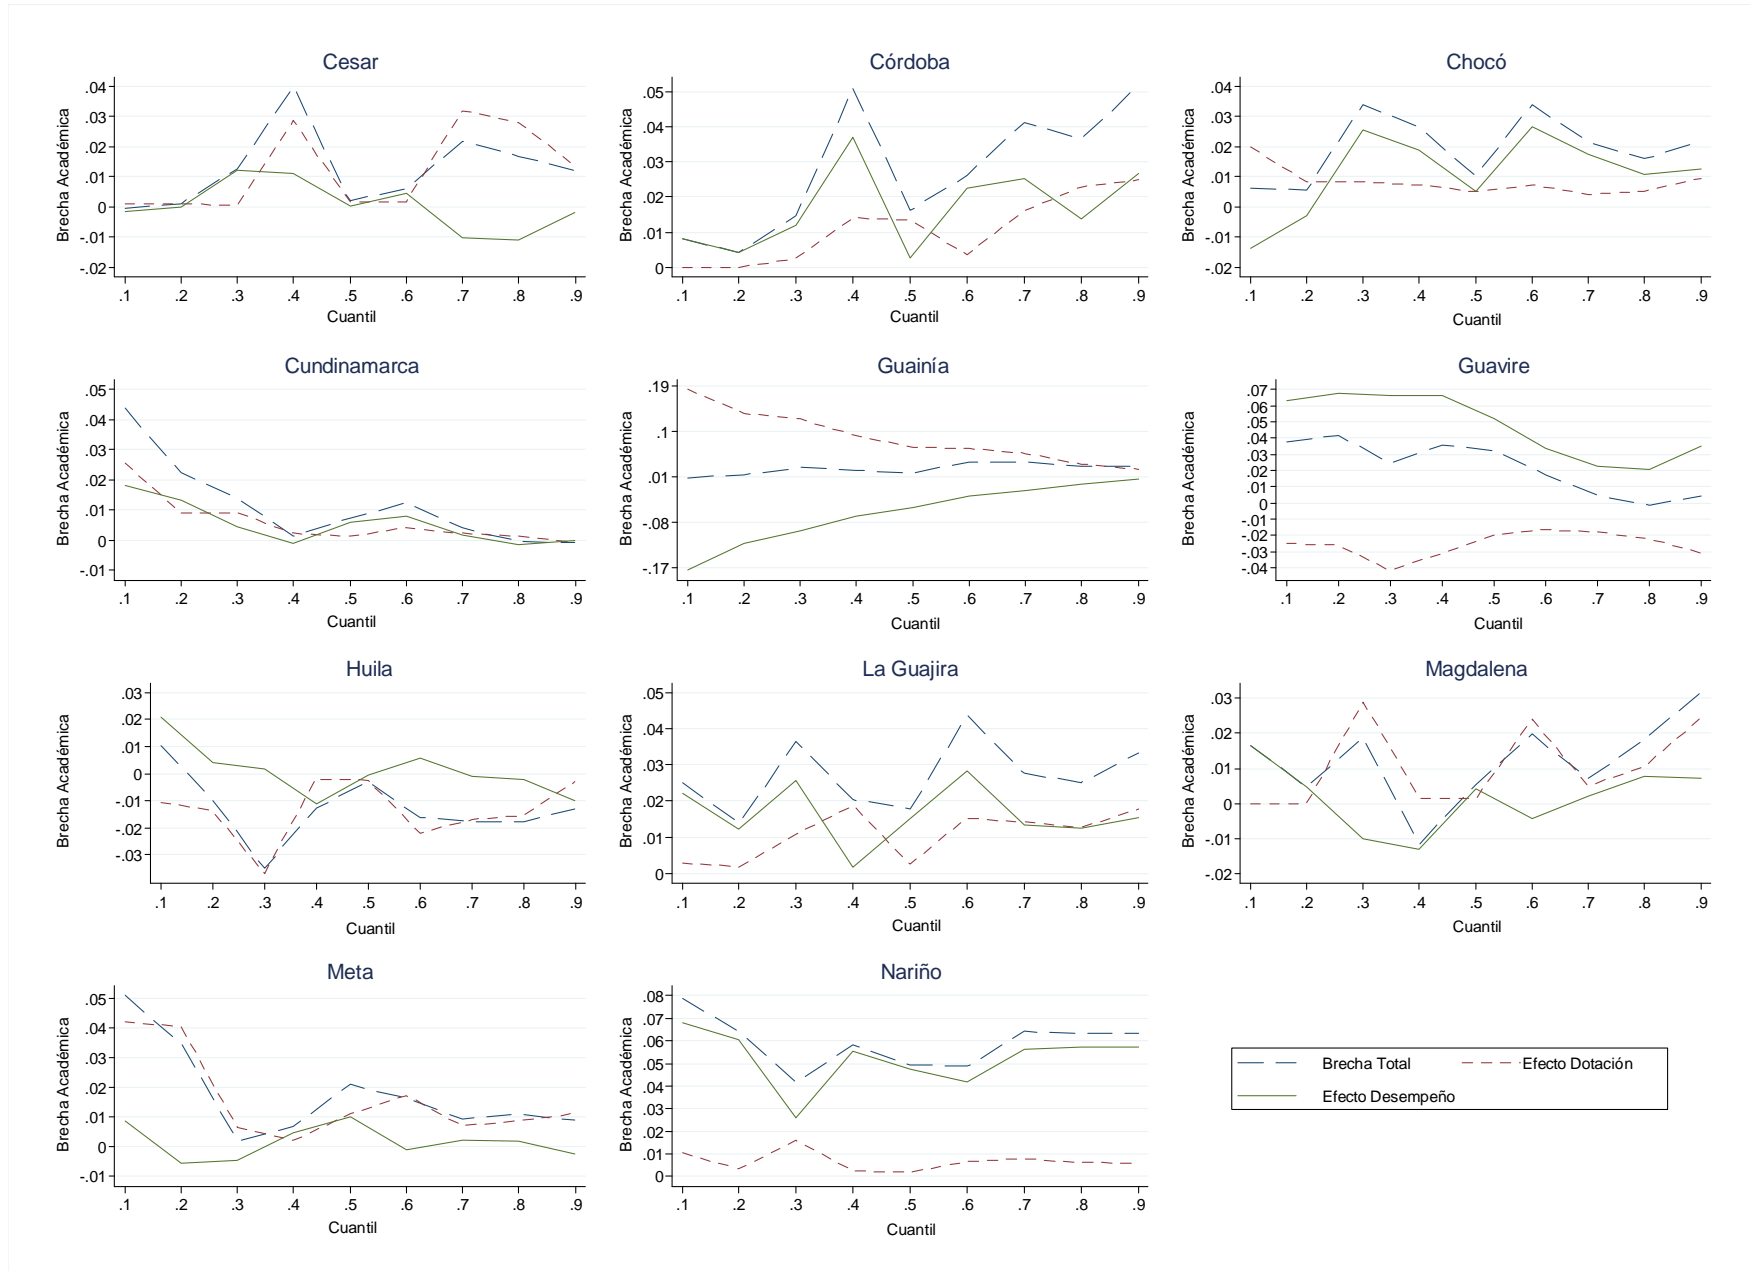 Cesar
Brecha Académica
.04
.03
.02
.01
0
-.01
-.02
.1 .2 .3 .4 .5 .6 .7 .8 .9
Cuantil
Córdoba
Brecha Académica
.05
.04
.03
.02
.01
0
.1 .2 .3 .4 .5 .6 .7 .8 .9
Cuantil
Chocó
Brecha Académica
.04
.03
.02
.01
0
-.01
-.02
.1 .2 .3 .4 .5 .6 .7 .8 .9
Cuantil
Cundinamarca
Brecha Académica
.05
.04
.03
.02
.01
0
-.01
.1 .2 .3 .4 .5 .6 .7 .8 .9
Cuantil
Guainía
Brecha Académica
.19
.1
.01
-.08
-.17
.1 .2 .3 .4 .5 .6 .7 .8 .9
Cuantil
Guavire
Brecha Académica
.07
.06
.05
.04
.03
.02
.01
0
-.01
-.02
-.03
-.04
.1 .2 .3 .4 .5 .6 .7 .8 .9
Cuantil
Huila
Brecha Académica
.03
.02
.01
0
-.01
-.02
-.03
.1 .2 .3 .4 .5 .6 .7 .8 .9
Cuantil
La Guajira
Brecha Académica
.05
.04
.03
.02
.01
0
.1 .2 .3 .4 .5 .6 .7 .8 .9
Cuantil
Magdalena
Brecha Académica
.03
.02
.01
0
-.01
-.02
.1 .2 .3 .4 .5 .6 .7 .8 .9
Cuantil
Meta
Brecha Académica
.05
.04
.03
.02
.01
0
-.01
.1 .2 .3 .4 .5 .6 .7 .8 .9
Cuantil
Nariño
Brecha Académica
.08
.07
.06
.05
.04
.03
.02
.01
0
.1 .2 .3 .4 .5 .6 .7 .8 .9
Cuantil
Brecha Total Efecto Dotación
Efecto Desempeño